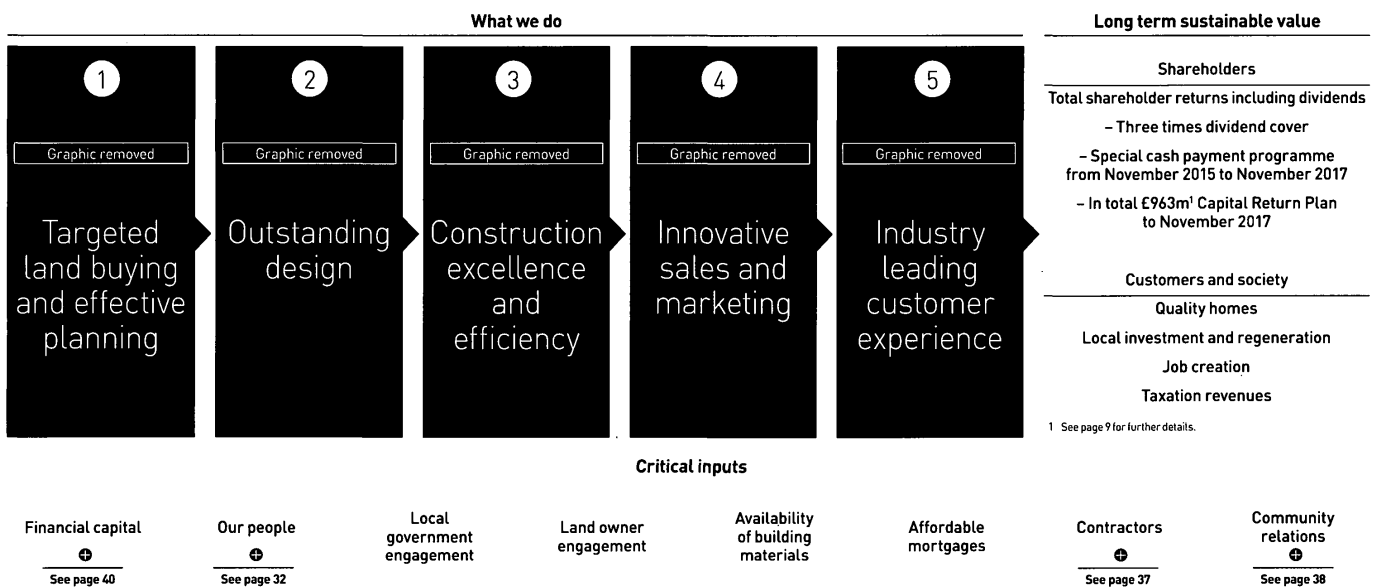 What we do
1
Graphic removed
Targeted
land buying
and effective
planning
2
Graphic removed
Outstanding
design
3
Graphic removed
Construction
excellence
and
efficiency
4
Graphic removed
Innovative
sales and
marketing
5
Graphic removed
Industry
leading
customer
experience
Long term sustainable value
Shareholders
Total shareholder returns including dividends
– Three times dividend cover
– Special cash payment programme
from November 2015 to November 2017
– In total £963m¹ Capital Return Plan
to November 2017
Customers and society
Quality homes
Local investment and regeneration
Job creation
Taxation revenues
1 See page 9 for further details.
Critical inputs
Financial capital
See page 40
Our people
See page 32
Local
government
engagement
Land owner
engagement
Availability
of building
materials
Affordable
mortgages
Contractors
See page 37
Community
relations
See page 38